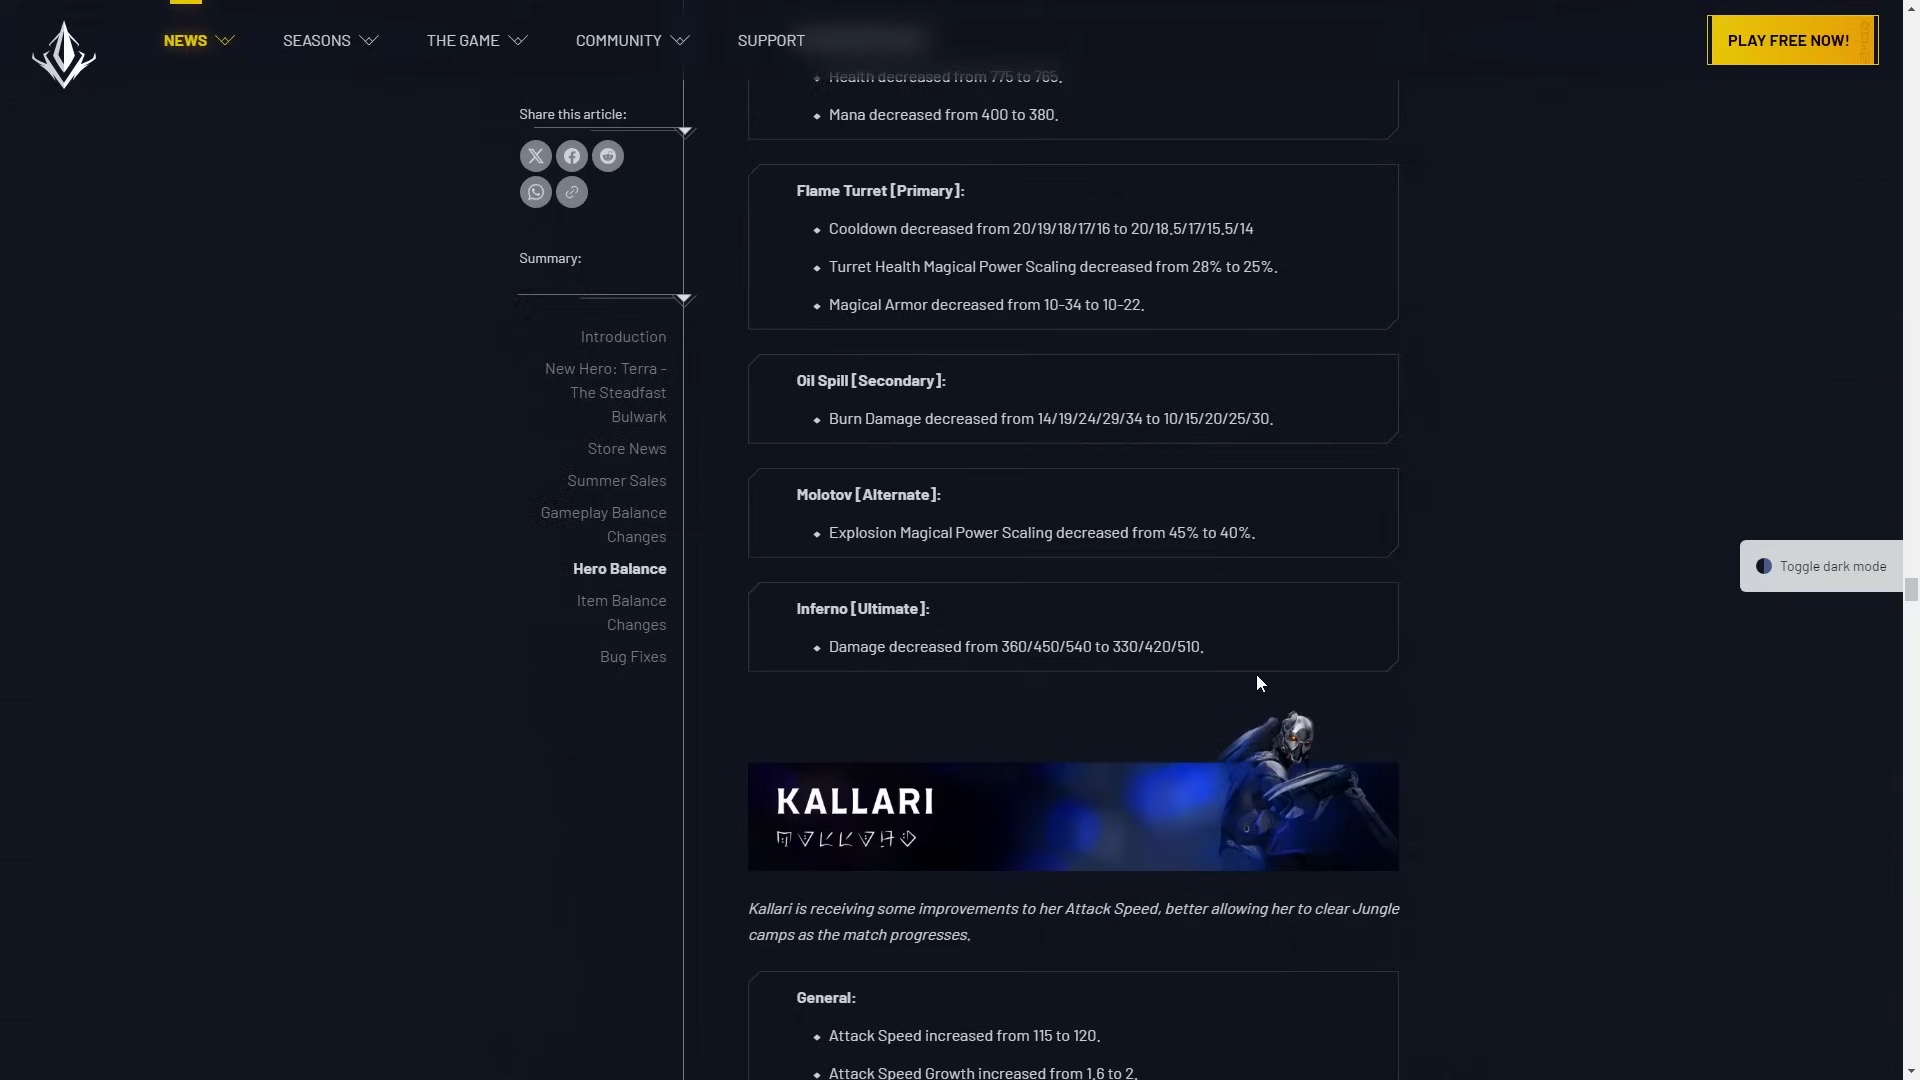 NEWS
SEASONS
THE GAME
COMMUNITY
SUPPORT
PLAY FREE NOW!
Share this article:
Summary:
Introduction
New Hero: Terra -
The Steadfast
Bulwark
Store News
Summer Sales
Gameplay Balance
Changes
Hero Balance
Item Balance
Changes
Bug Fixes
Health decreased from 775 to 765.
Mana decreased from 400 to 380.
Flame Turret [Primary]:
Cooldown decreased from 20/19/18/17/16 to 20/18.5/17/15.5/14
Turret Health Magical Power Scaling decreased from 28% to 25%.
Magical Armor decreased from 10-34 to 10-22.
Oil Spill [Secondary]:
Burn Damage decreased from 14/19/24/29/34 to 10/15/20/25/30.
Molotov [Alternate]:
Explosion Magical Power Scaling decreased from 45% to 40%.
Inferno [Ultimate]:
Damage decreased from 360/450/540 to 330/420/510.
KALLARI
Kallari is receiving some improvements to her Attack Speed, better allowing her to clear Jungle
camps as the match progresses.
General:
Attack Speed increased from 115 to 120.
Attack Speed Growth increased from 1.6 to 2.
Toggle dark mode